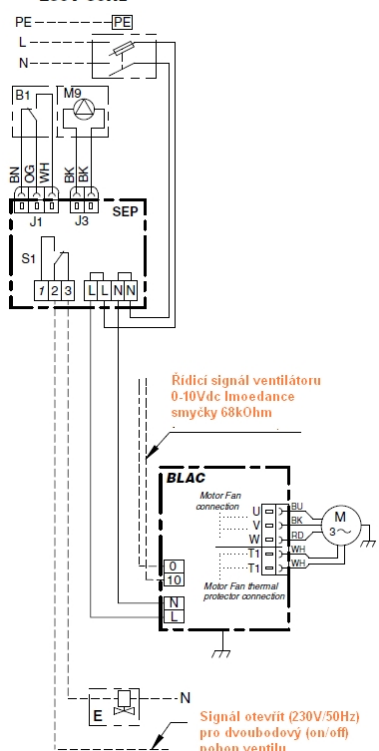 PE
PE
L
N
B1
M9
BN
OG
WH
BK
BK
J1
J3
SEP
S1
1
2
3
L
L
N
N
Řídicí signál ventilátoru
0-10Vdc Imoedance
smyčky 68kOhm
BLAC
Motor Fan
connection
U
V
W
T1
T1
BU
BK
RD
WH
WH
M
3~
Motor Fan thermal
protector connection
0
10
N
L
E
N
Signál otevřít (230V/50Hz)
pro dvoubodový (on/off)
pohon ventilu